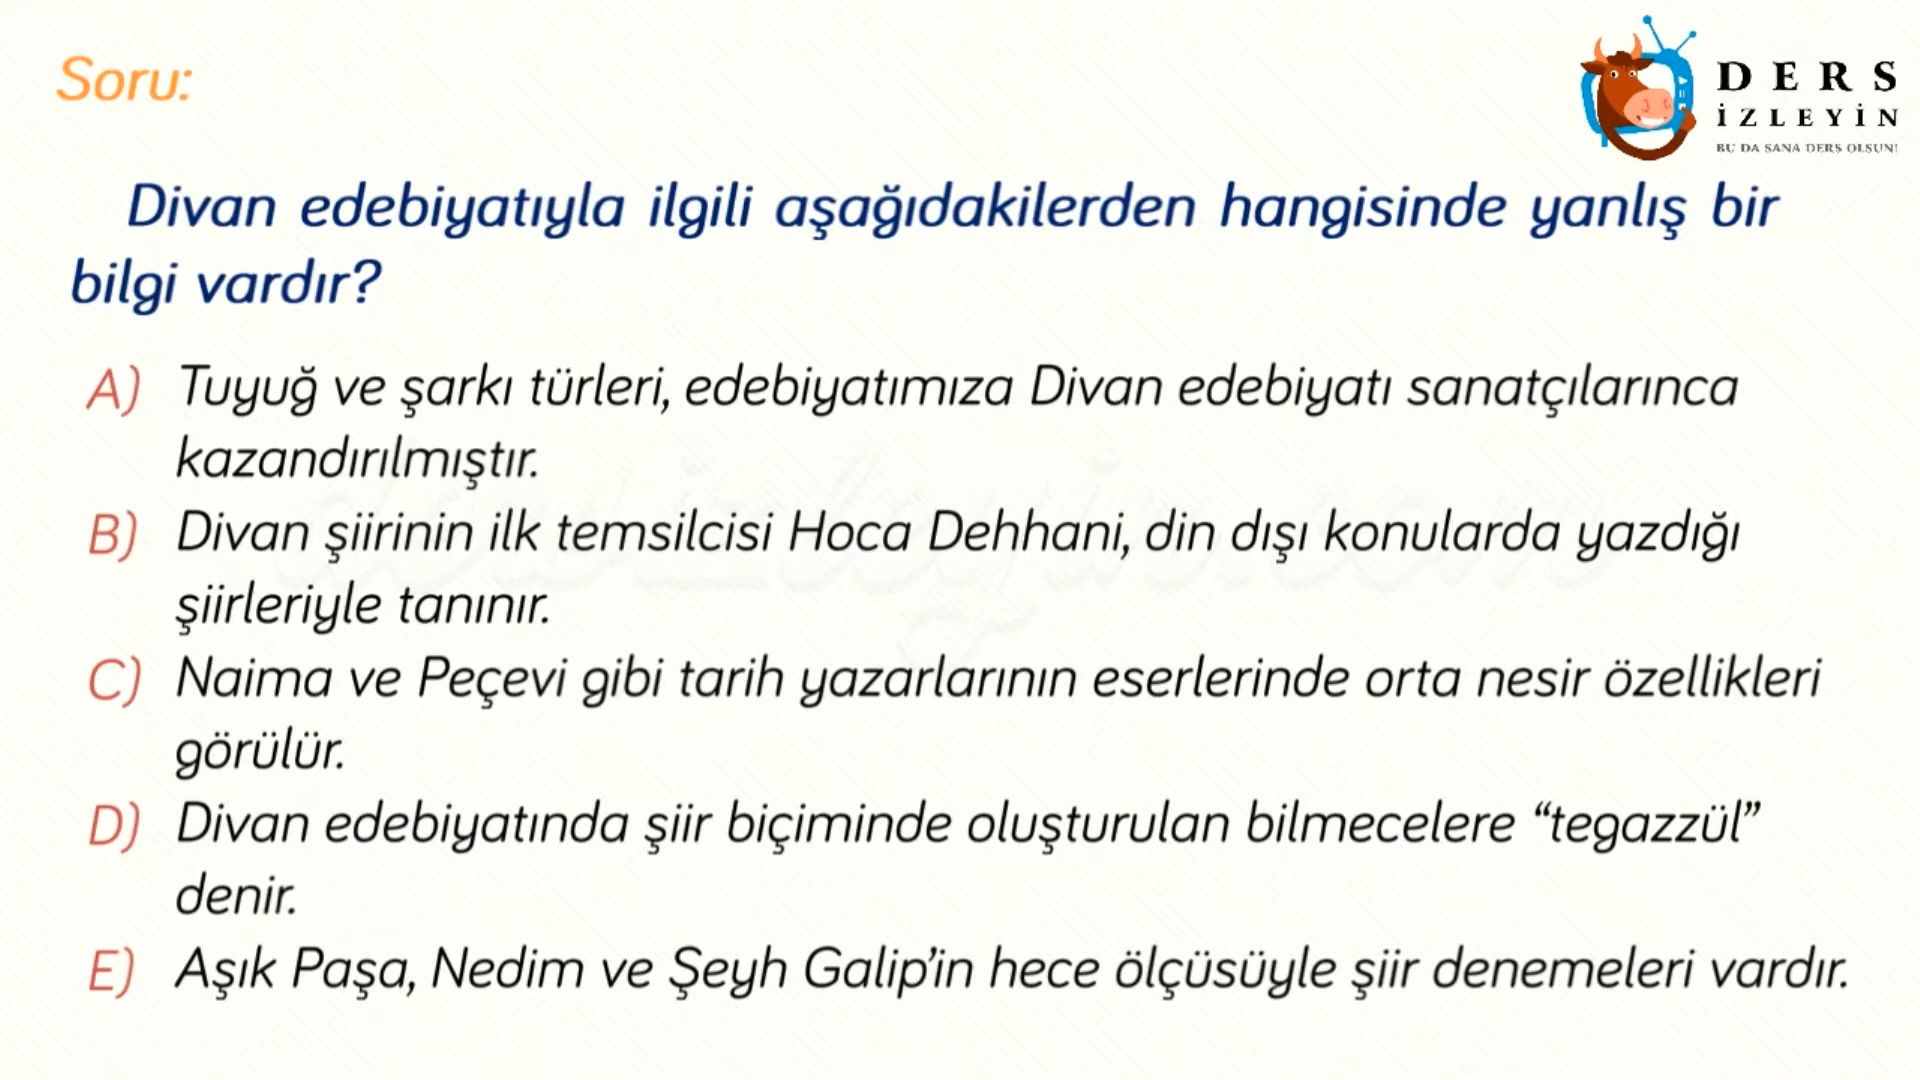 Soru:
DERS
İZLEYİN
BU DA SANA DERS OLSUN!
Divan edebiyatıyla ilgili aşağıdakilerden hangisinde yanlış bir
bilgi vardır?
A) Tuyuğ ve şarkı türleri, edebiyatımıza Divan edebiyatı sanatçılarınca
kazandırılmıştır.
B) Divan şiirinin ilk temsilcisi Hoca Dehhani, din dışı konularda yazdığı
şiirleriyle tanınır.
C) Naima ve Peçevi gibi tarih yazarlarının eserlerinde orta nesir özellikleri
görülür.
D) Divan edebiyatında şiir biçiminde oluşturulan bilmecelere “tegazzül”
denir.
E) Aşık Paşa, Nedim ve Şeyh Galip’in hece ölçüsüyle şiir denemeleri vardır.